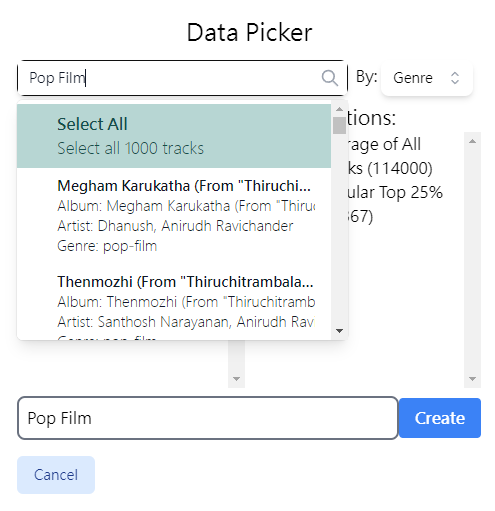 Data Picker
Pop Film
By:
Genre
Select All
Select all 1000 tracks
Megham Karukatha (From "Thiruchi...
Album: Megham Karukatha (From "Thiruc
Artist: Dhanush, Anirudh Ravichander
Genre: pop-film
Thenmozhi (From "Thiruchitrambala...
Album: Thenmozhi (From "Thiruchitramb
Artist: Santhosh Narayanan, Anirudh Rav
Genre: pop-film
tions:
rage of All
ks (114000)
ular Top 25%
367)
Pop Film
Create
Cancel